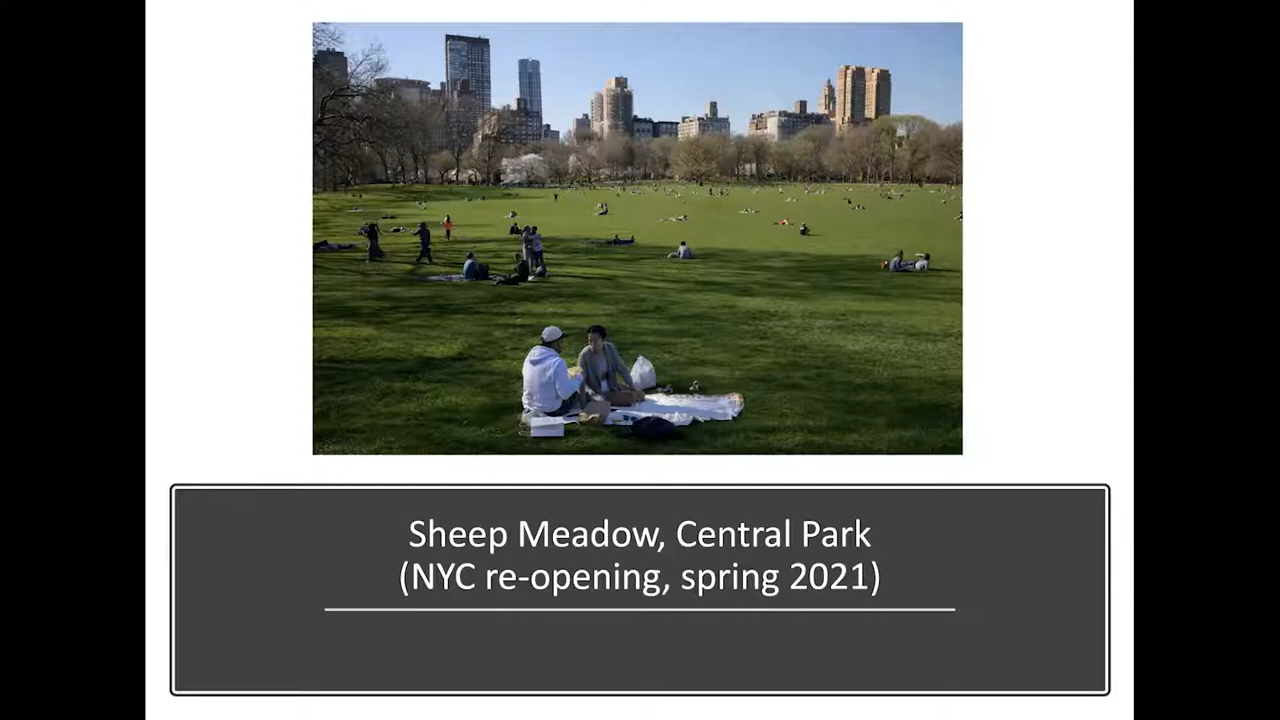 Sheep Meadow, Central Park
(NYC re-opening, spring 2021)